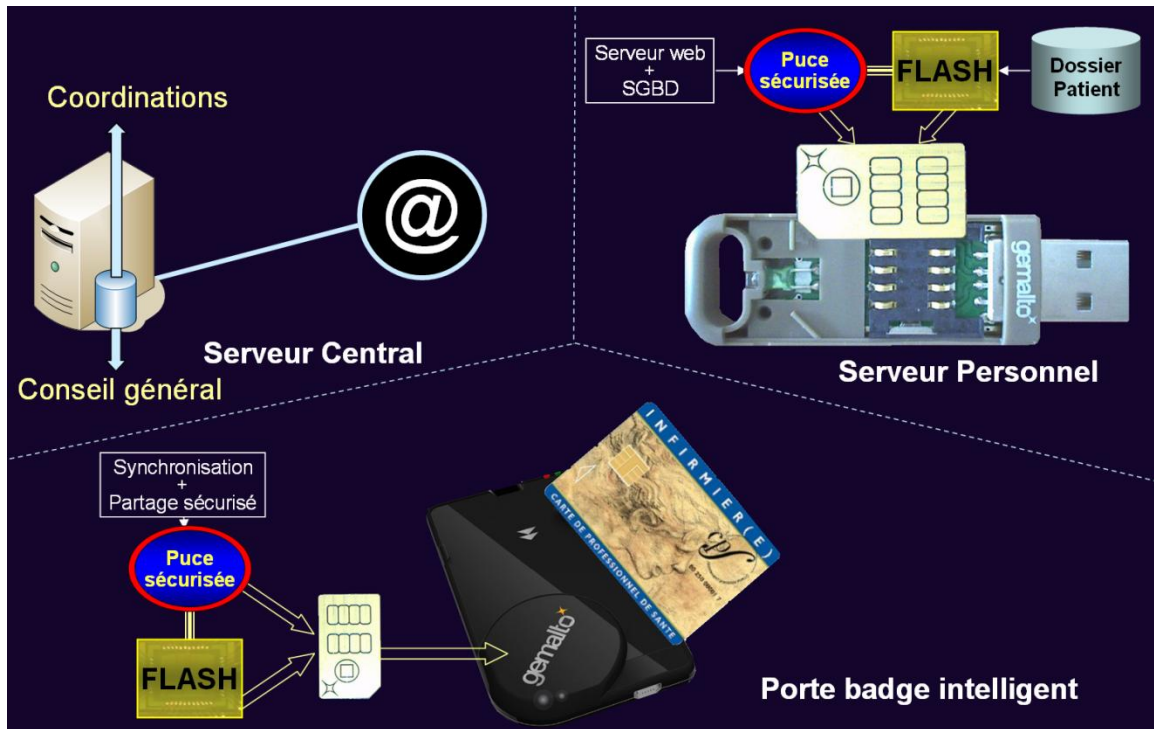 Coordinations
@
Serveur Central
Conseil général
Serveur web
+
SGBD
Puce
sécurisée
FLASH
Dossier
Patient
gemalto
Serveur Personnel
Synchronisation
+
Partage sécurisé
Puce
sécurisée
FLASH
gemalto
INFIRMIER(E)
cps
CARTE DE PROFESSIONNEL DE SANTE
Porte badge intelligent